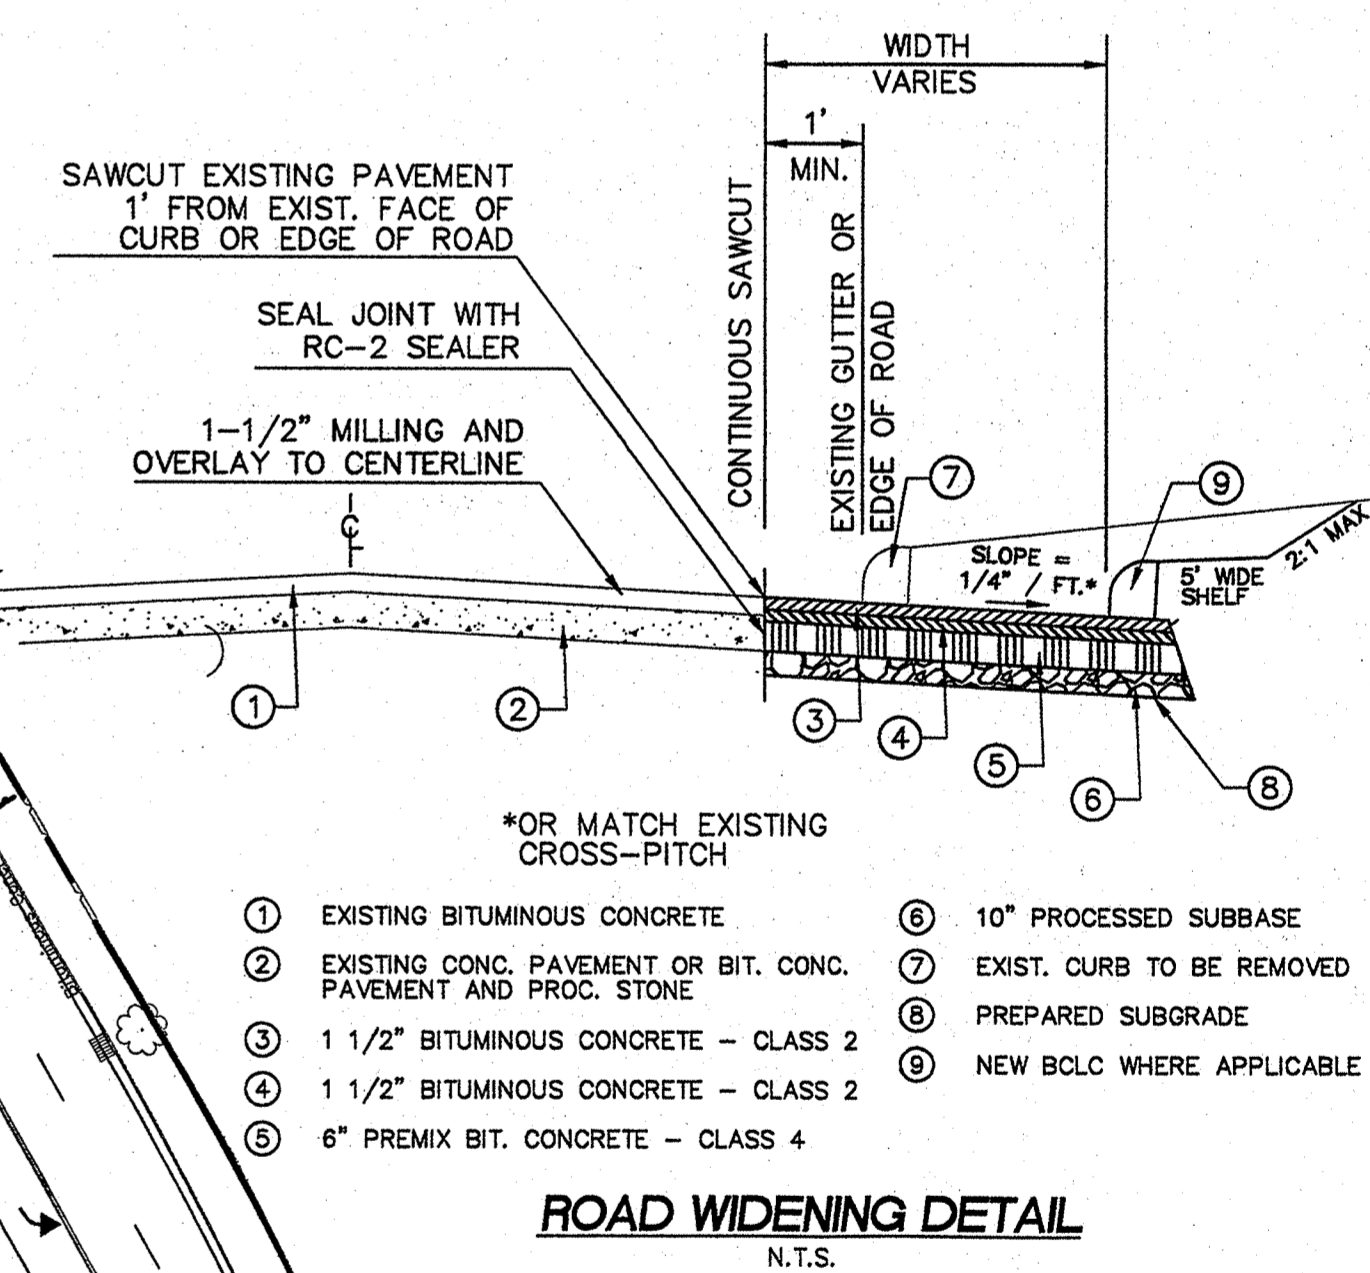 WIDTH
VARIES
1'
MIN.
SAWCUT EXISTING PAVEMENT
1' FROM EXIST. FACE OF
CURB OR EDGE OF ROAD
SEAL JOINT WITH
RC-2 SEALER
1-1/2" MILLING AND
OVERLAY TO CENTERLINE
CONTINUOUS SAWCUT
EXISTING GUTTER OR
EDGE OF ROAD
7
9
SLOPE =
1/4" / FT.*
5' WIDE
SHELF
2:1 MAX
1
2
3
4
5
6
8
*OR MATCH EXISTING
CROSS-PITCH
1 EXISTING BITUMINOUS CONCRETE
2 EXISTING CONC. PAVEMENT OR BIT. CONC.
PAVEMENT AND PROC. STONE
3 1 1/2" BITUMINOUS CONCRETE - CLASS 2
4 1 1/2" BITUMINOUS CONCRETE - CLASS 2
5 6" PREMIX BIT. CONCRETE - CLASS 4
6 10" PROCESSED SUBBASE
7 EXIST. CURB TO BE REMOVED
8 PREPARED SUBGRADE
9 NEW BCLC WHERE APPLICABLE
ROAD WIDENING DETAIL
N.T.S.